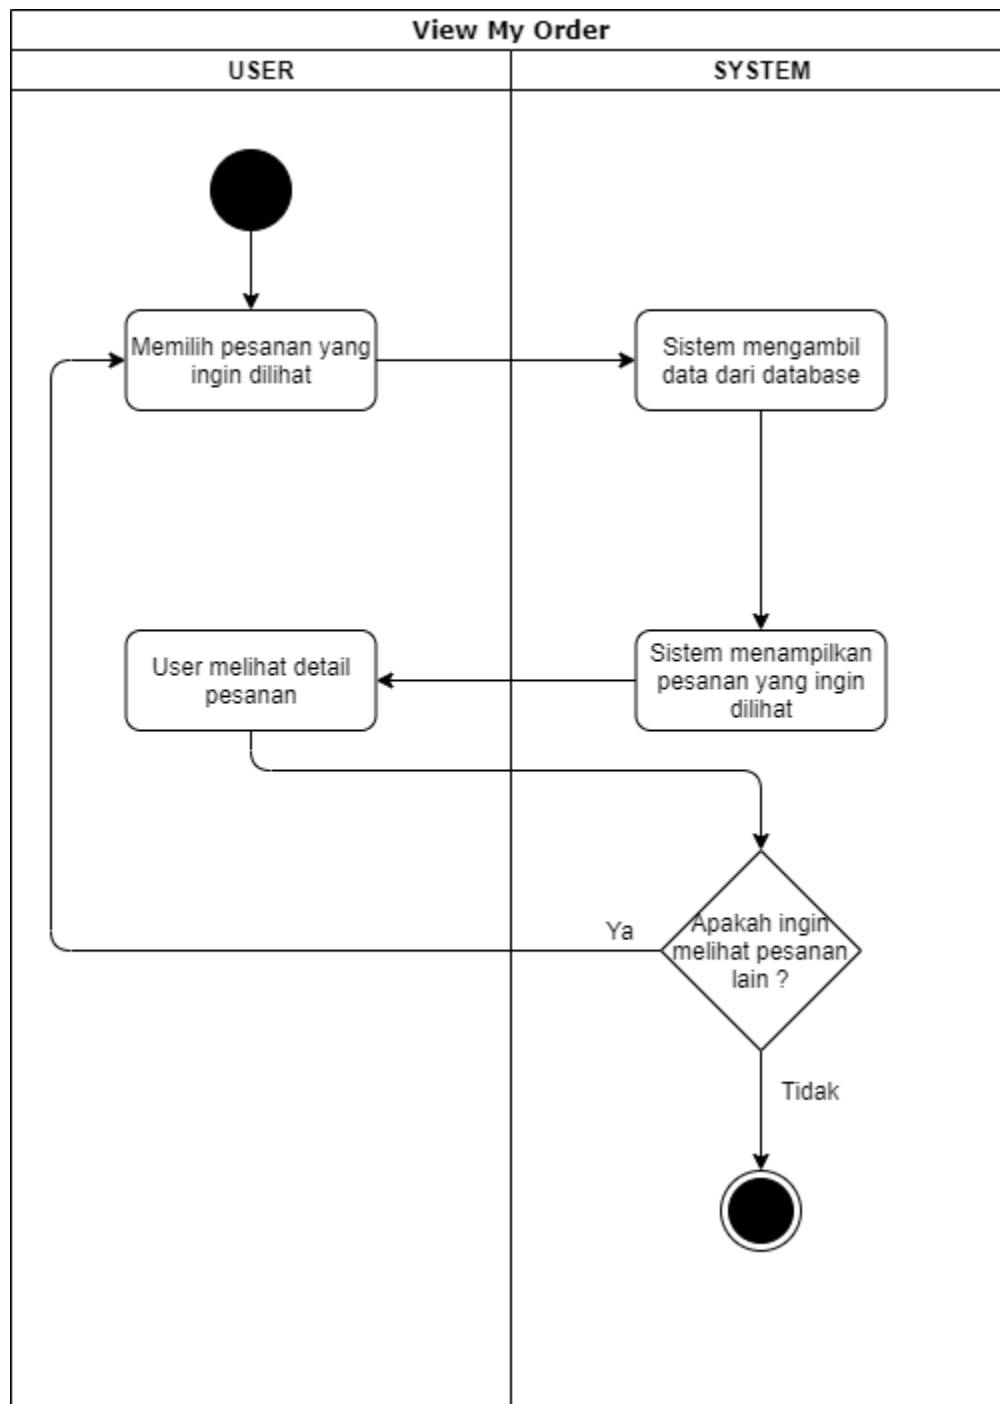 View My Order
USER
SYSTEM
Memilih pesanan yang
ingin dilihat
Sistem mengambil
data dari database
User melihat detail
pesanan
Sistem menampilkan
pesanan yang ingin
dilihat
Ya
Apakah ingin
melihat pesanan
lain ?
Tidak